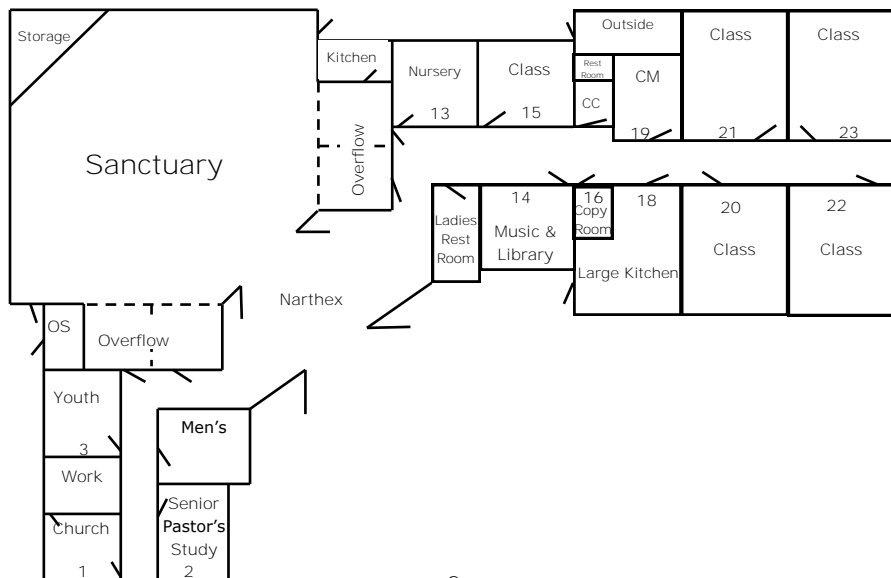 Storage
Kitchen
Nursery
13
Class
15
Outside
Rest
Room
CC
CM
19
Class
21
Class
23
Sanctuary
Overflow
Ladies
Rest
Room
14
Music &
Library
16
Copy
Room
18
Large Kitchen
20
Class
22
Class
Narthex
OS
Overflow
Youth
3
Work
Church
1
Men's
Senior
Pastor's
Study
2